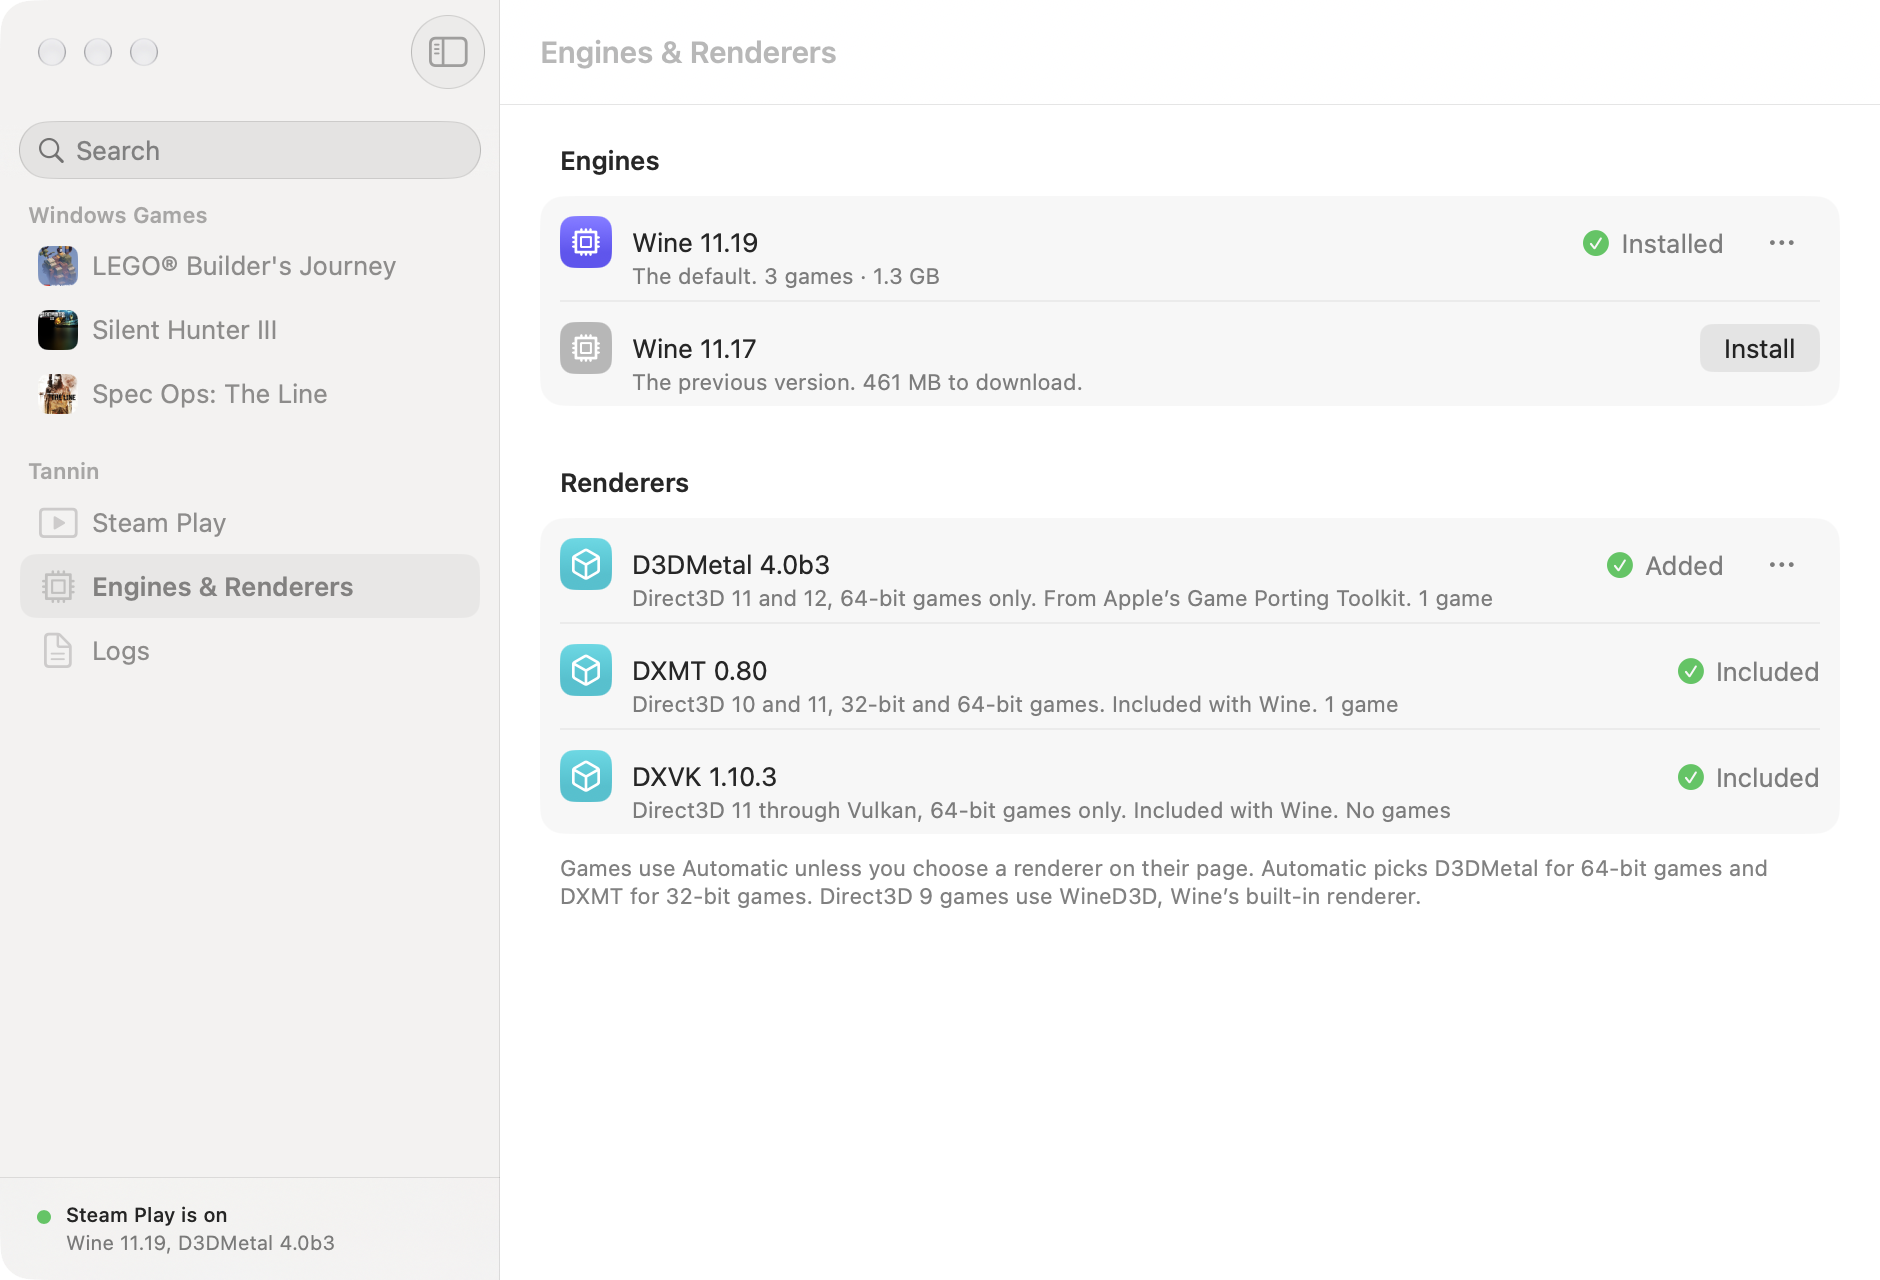 Engines & Renderers
Search
Windows Games
LEGO® Builder's Journey
Silent Hunter III
Spec Ops: The Line
Tannin
Steam Play
Engines & Renderers
Logs
Steam Play is on
Wine 11.19, D3DMetal 4.0b3
Engines
Wine 11.19
The default. 3 games · 1.3 GB
Installed
Wine 11.17
The previous version. 461 MB to download.
Install
Renderers
D3DMetal 4.0b3
Direct3D 11 and 12, 64-bit games only. From Apple’s Game Porting Toolkit. 1 game
Added
DXMT 0.80
Direct3D 10 and 11, 32-bit and 64-bit games. Included with Wine. 1 game
Included
DXVK 1.10.3
Direct3D 11 through Vulkan, 64-bit games only. Included with Wine. No games
Included
Games use Automatic unless you choose a renderer on their page. Automatic picks D3DMetal for 64-bit games and
DXMT for 32-bit games. Direct3D 9 games use WineD3D, Wine’s built-in renderer.